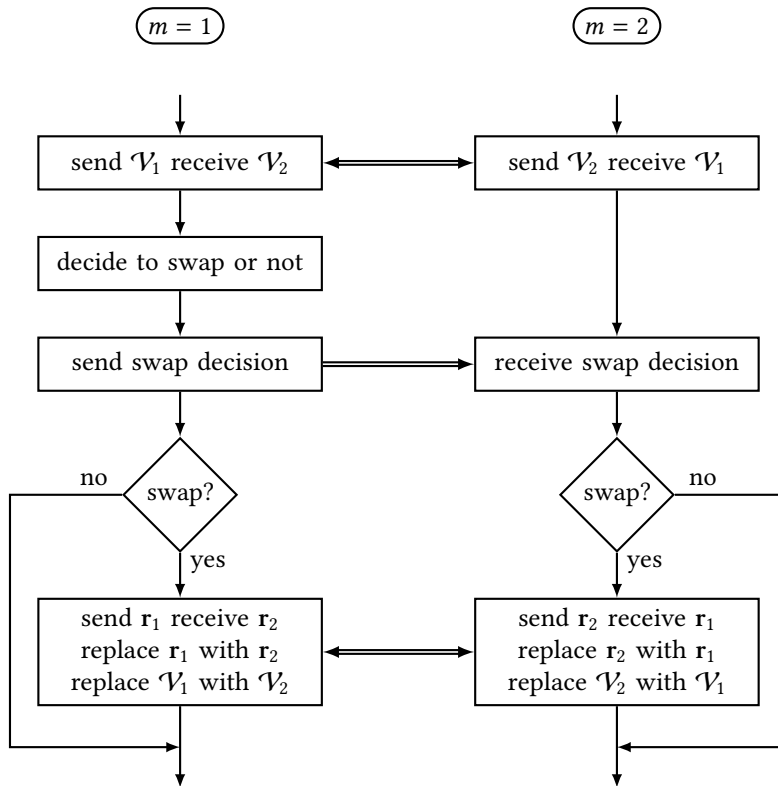 m = 1
m = 2
send 𝒱₁ receive 𝒱₂
send 𝒱₂ receive 𝒱₁
decide to swap or not
send swap decision
receive swap decision
no
swap?
yes
swap?
no
yes
send r₁ receive r₂
replace r₁ with r₂
replace 𝒱₁ with 𝒱₂
send r₂ receive r₁
replace r₂ with r₁
replace 𝒱₂ with 𝒱₁